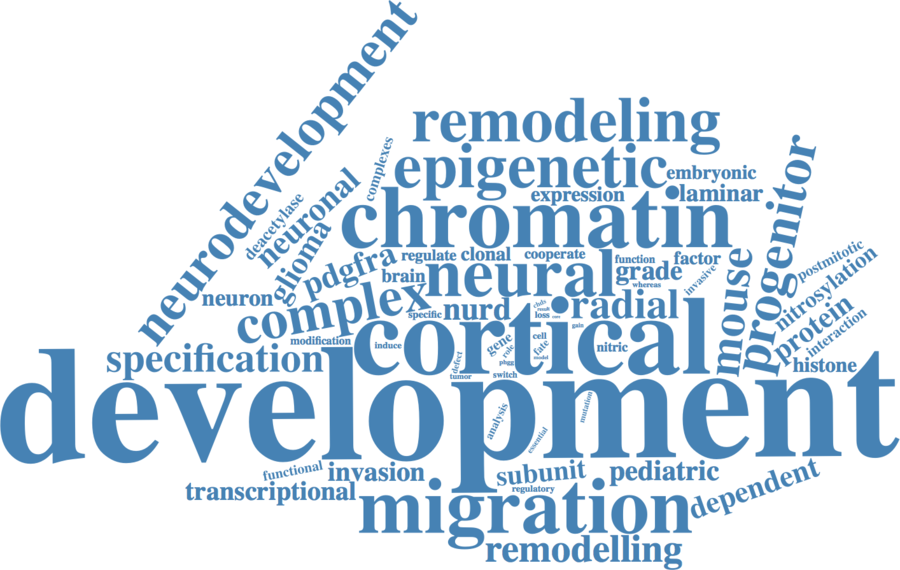 neurodevelopment
remodeling
complexes
epigenetic
embryonic
expression
laminar
progenitor
deacetylase
neuronal
chromatin
glioma
pdgfra
regulate
clonal
cooperate
function
factor
postmitotic
brain
neural
grade
whereas
invasive
mouse
nitrosylation
neuron
complex
specific
nurd
chds
loss
radial
protein
interaction
modification
induce
cortical
gene
role
cell
fate
model
gain
nitric
histone
specification
defect
tumor
switch
development
analysis
essential
mutation
functional
invasion
subunit
pediatric
transcriptional
regulatory
dependent
migration
remodelling